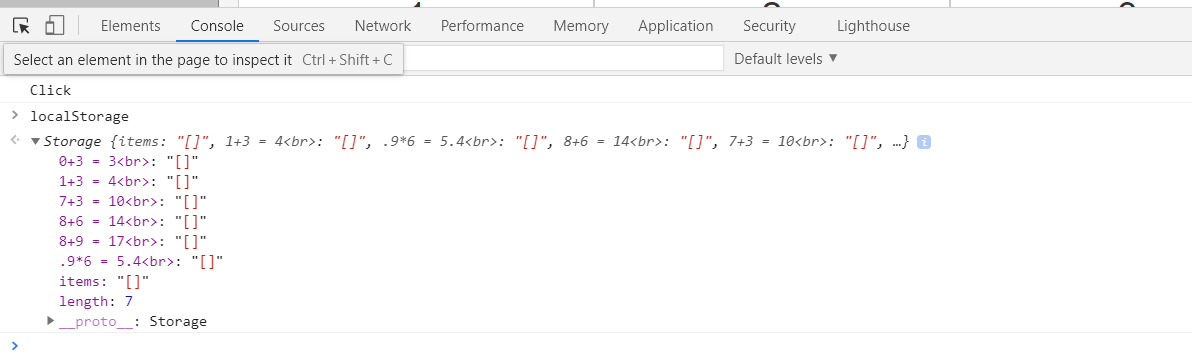 Elements Console Sources Network Performance Memory Application Security Lighthouse
Select an element in the page to inspect it Ctrl + Shift + C Default levels ▼
Click
> localStorage
Storage {items: "[]", 1+3 = 4<br>: "[]", .9*6 = 5.4<br>: "[]", 8+6 = 14<br>: "[]", 7+3 = 10<br>: "[]", …} i
0+3 = 3<br>: "[]"
1+3 = 4<br>: "[]"
7+3 = 10<br>: "[]"
8+6 = 14<br>: "[]"
8+9 = 17<br>: "[]"
.9*6 = 5.4<br>: "[]"
items: "[]"
length: 7
__proto__: Storage
>